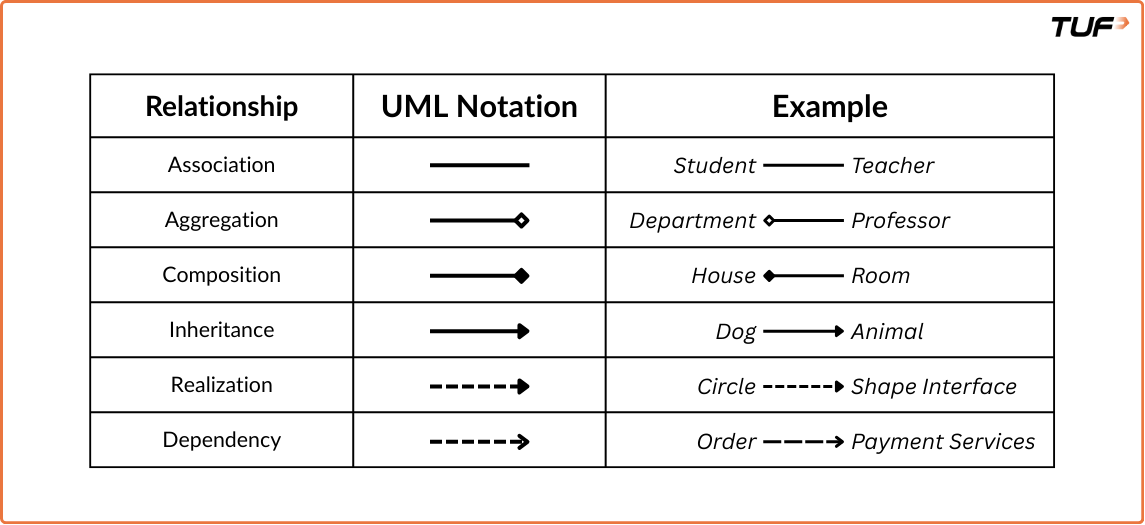 TUF
Relationship UML Notation Example
Association Student Teacher
Aggregation Department Professor
Composition House Room
Inheritance Dog Animal
Realization Circle Shape Interface
Dependency Order Payment Services